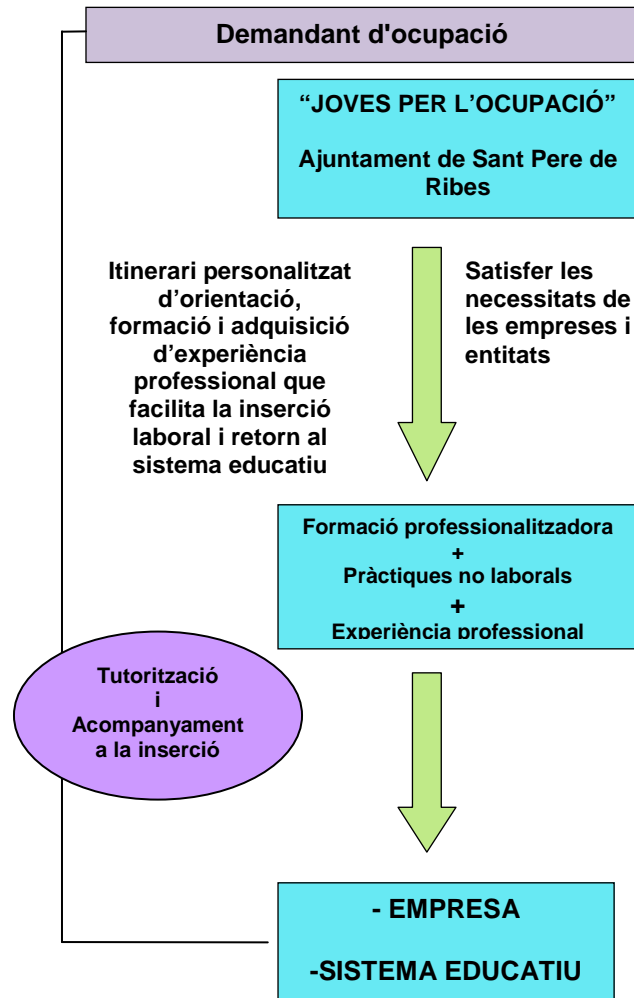 Demandant d'ocupació
“JOVES PER L’OCUPACIÓ”
Ajuntament de Sant Pere de
Ribes
Itinerari personalitzat
d’orientació,
formació i adquisició
d’experiència
professional que
facilita la inserció
laboral i retorn al
sistema educatiu
Satisfer les
necessitats de
les empreses i
entitats
Formació professionalitzadora
+
Pràctiques no laborals
+
Experiència professional
Tutorització
i
Acompanyament
a la inserció
- EMPRESA
-SISTEMA EDUCATIU